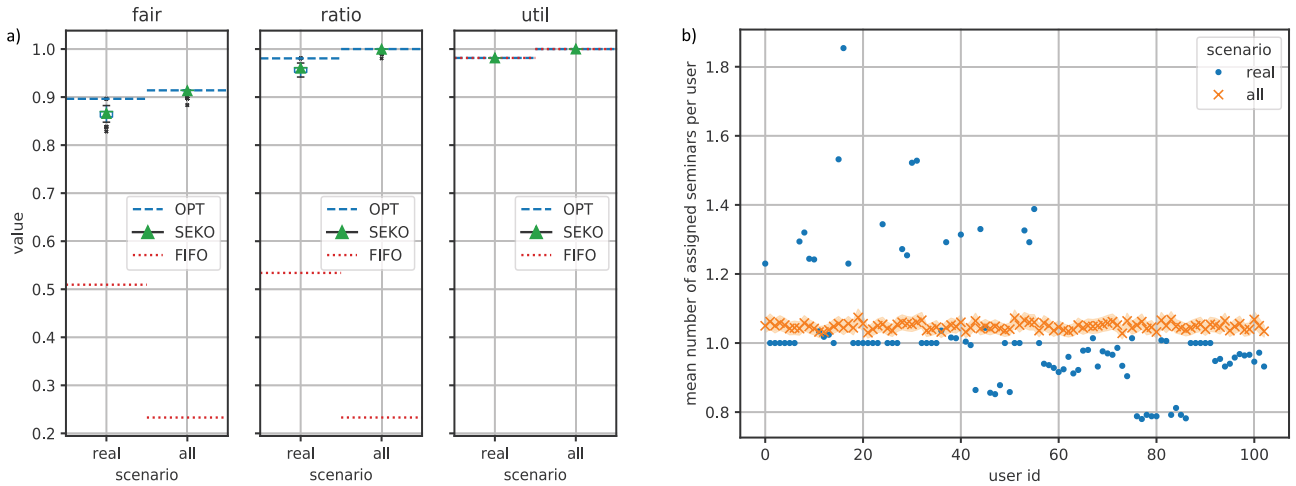 a)
fair
ratio
util
value
1.0
0.9
0.8
0.7
0.6
0.5
0.4
0.3
0.2
OPT
SEKO
FIFO
OPT
SEKO
FIFO
OPT
SEKO
FIFO
real
all
real
all
real
all
scenario
scenario
scenario
b)
mean number of assigned seminars per user
1.8
1.6
1.4
1.2
1.0
0.8
scenario
real
all
0
20
40
60
80
100
user id